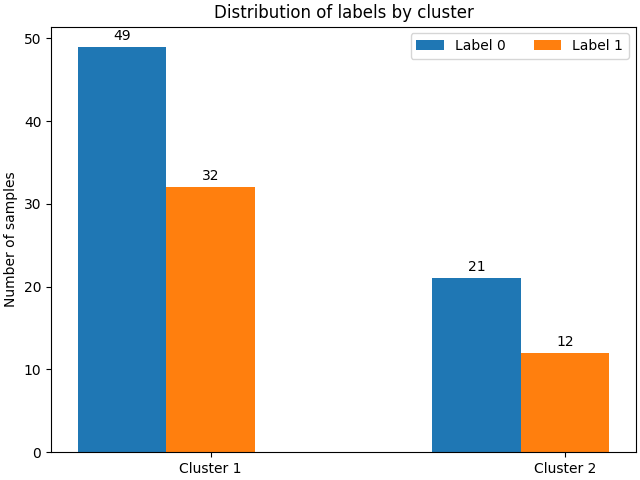 Distribution of labels by cluster
Label 0
Label 1
Number of samples
50
40
30
20
10
0
49
32
21
12
Cluster 1
Cluster 2